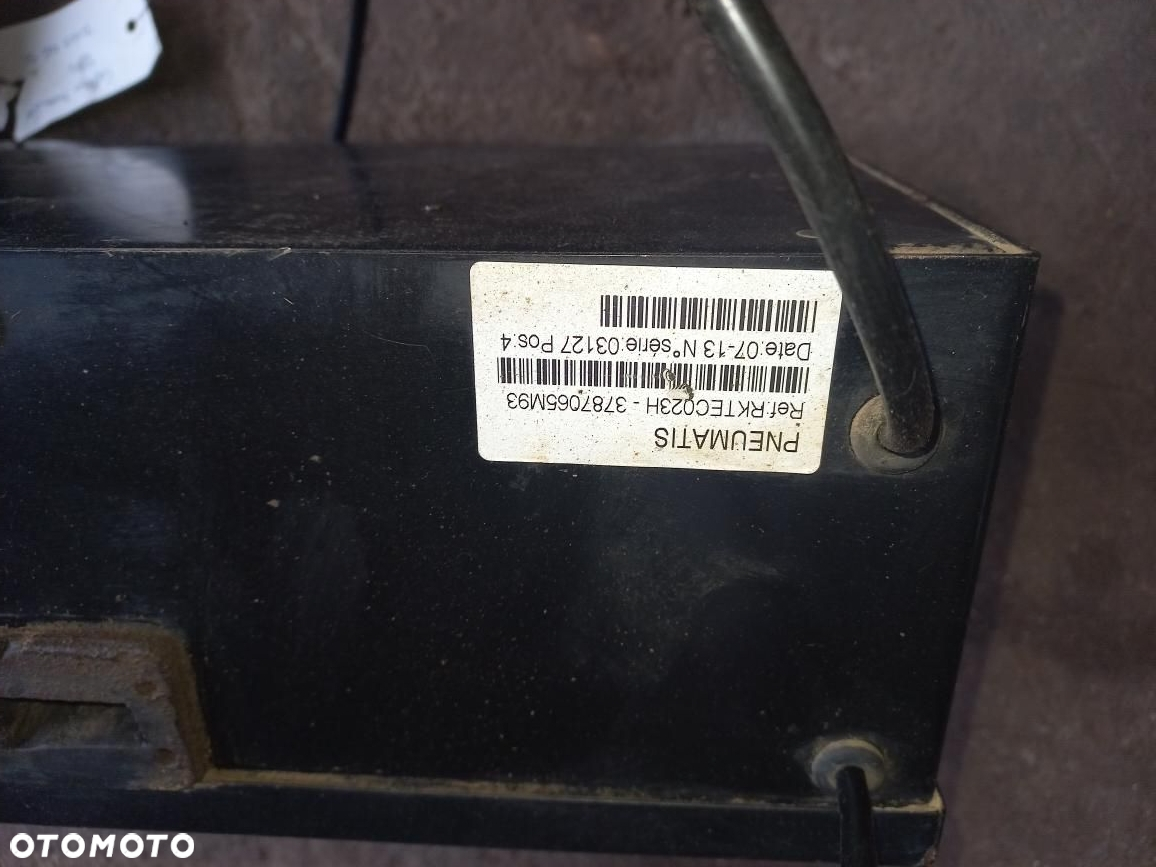 PNEUMATIS
Ref:RKTEC023H - 3787065M93
Date:07-13 N°série:03127 Pos:4
OTOMOTO